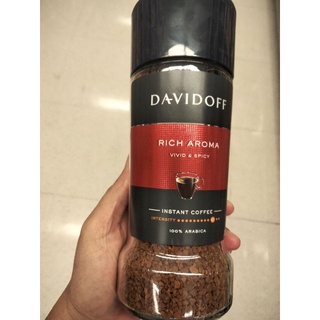 DAVIDOFF
RICH AROMA
VIVID & SPICY
INSTANT COFFEE
INTENSITY
100% ARABICA